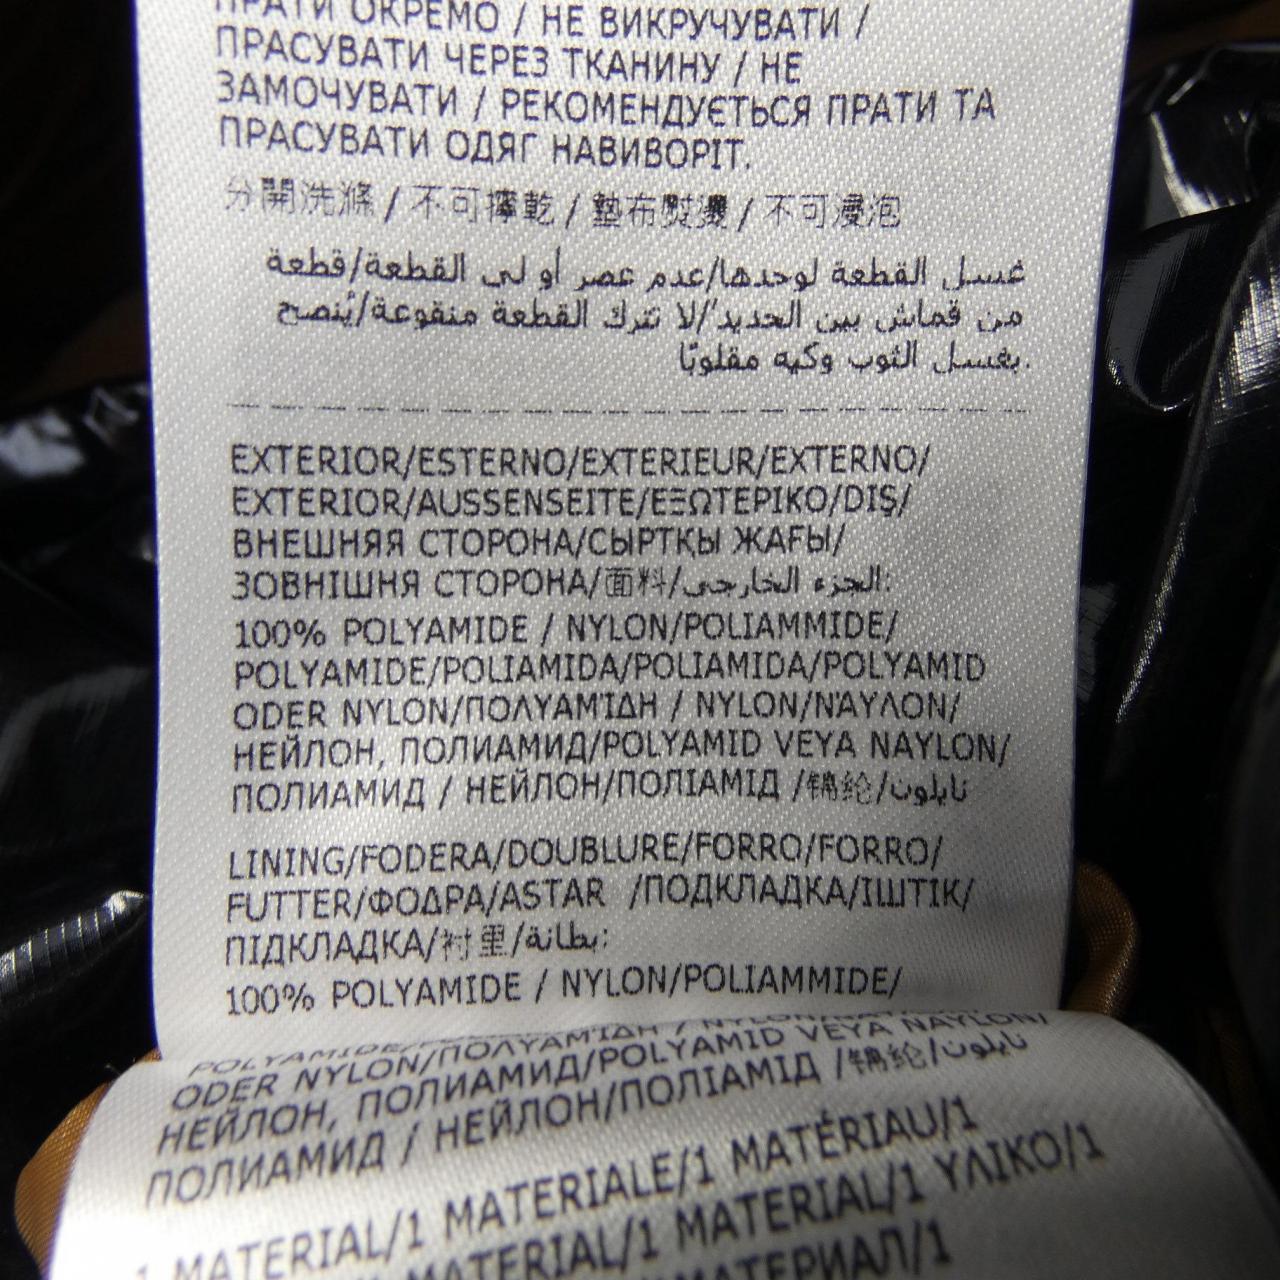 ПРАТИ ОКРЕМО / НЕ ВИКРУЧУВАТИ /
ПРАСУВАТИ ЧЕРЕЗ ТКАНИНУ / НЕ
ЗАМОЧУВАТИ / РЕКОМЕНДУЄТЬСЯ ПРАТИ ТА
ПРАСУВАТИ ОДЯГ НАВИВОРІТ.
分開洗滌 / 不可擰乾 / 墊布熨燙 / 不可浸泡
غسل القطعة لوحدها/عدم عصر أو لي القطعة/قطعة
من قماش بين الحديد/لا تترك القطعة منقوعة/يُنصح
بغسل الثوب وكيه مقلوبًا.
EXTERIOR/ESTERNO/EXTERIEUR/EXTERNO/
EXTERIOR/AUSSENSEITE/ΕΞΩΤΕΡΙΚΟ/DIŞ/
ВНЕШНЯЯ СТОРОНА/СЫРТҚЫ ЖАҒЫ/
ЗОВНІШНЯ СТОРОНА/面料/الجزء الخارجي:
100% POLYAMIDE / NYLON/POLIAMMIDE/
POLYAMIDE/POLIAMIDA/POLIAMIDA/POLYAMID
ODER NYLON/ΠΟΛΥΑΜΊΔΗ / NYLON/ΝΆΥΛΟΝ/
НЕЙЛОН, ПОЛИАМИД/POLYAMID VEYA NAYLON/
ПОЛИАМИД / НЕЙЛОН/ПОЛІАМІД /锦纶/نايلون
LINING/FODERA/DOUBLURE/FORRO/FORRO/
FUTTER/ΦΟΔΡΑ/ASTAR /ПОДКЛАДКА/ІШТІК/
ПІДКЛАДКА/衬里/بطانة:
100% POLYAMIDE / NYLON/POLIAMMIDE/
ODER NYLON/ΠΟΛΥΑΜΊΔΗ / NYLON/
НЕЙЛОН, ПОЛИАМИД/POLYAMID VEYA NAYLON/
ПОЛИАМИД / НЕЙЛОН/ПОЛІАМІД /锦纶/نايلون
1 MATERIAL/1 MATERIALE/1 MATÉRIAU/1
MATERIAL/1 MATERIAL/1 ΥΛΙΚΟ/1
МАТЕРИАЛ/1